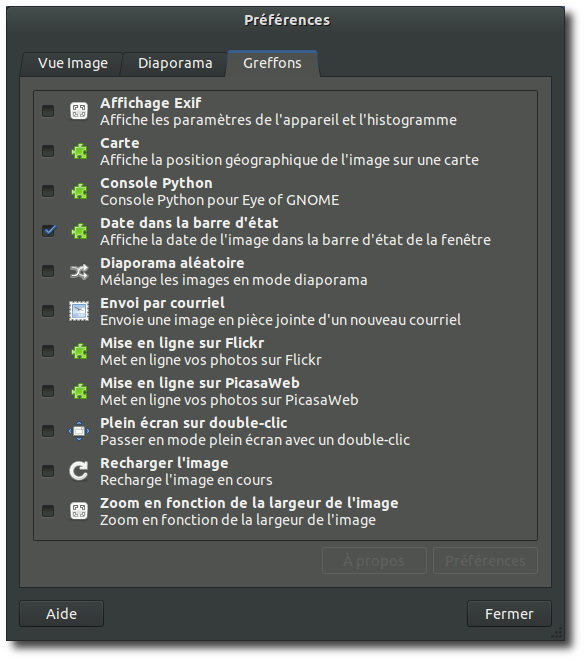 Préférences
Vue Image
Diaporama
Greffons
Affichage Exif
Affiche les paramètres de l'appareil et l'histogramme
Carte
Affiche la position géographique de l'image sur une carte
Console Python
Console Python pour Eye of GNOME
Date dans la barre d'état
Affiche la date de l'image dans la barre d'état de la fenêtre
Diaporama aléatoire
Mélange les images en mode diaporama
Envoi par courriel
Envoie une image en pièce jointe d'un nouveau courriel
Mise en ligne sur Flickr
Met en ligne vos photos sur Flickr
Mise en ligne sur PicasaWeb
Met en ligne vos photos sur PicasaWeb
Plein écran sur double-clic
Passer en mode plein écran avec un double-clic
Recharger l'image
Recharge l'image en cours
Zoom en fonction de la largeur de l'image
Zoom en fonction de la largeur de l'image
À propos
Préférences
Aide
Fermer